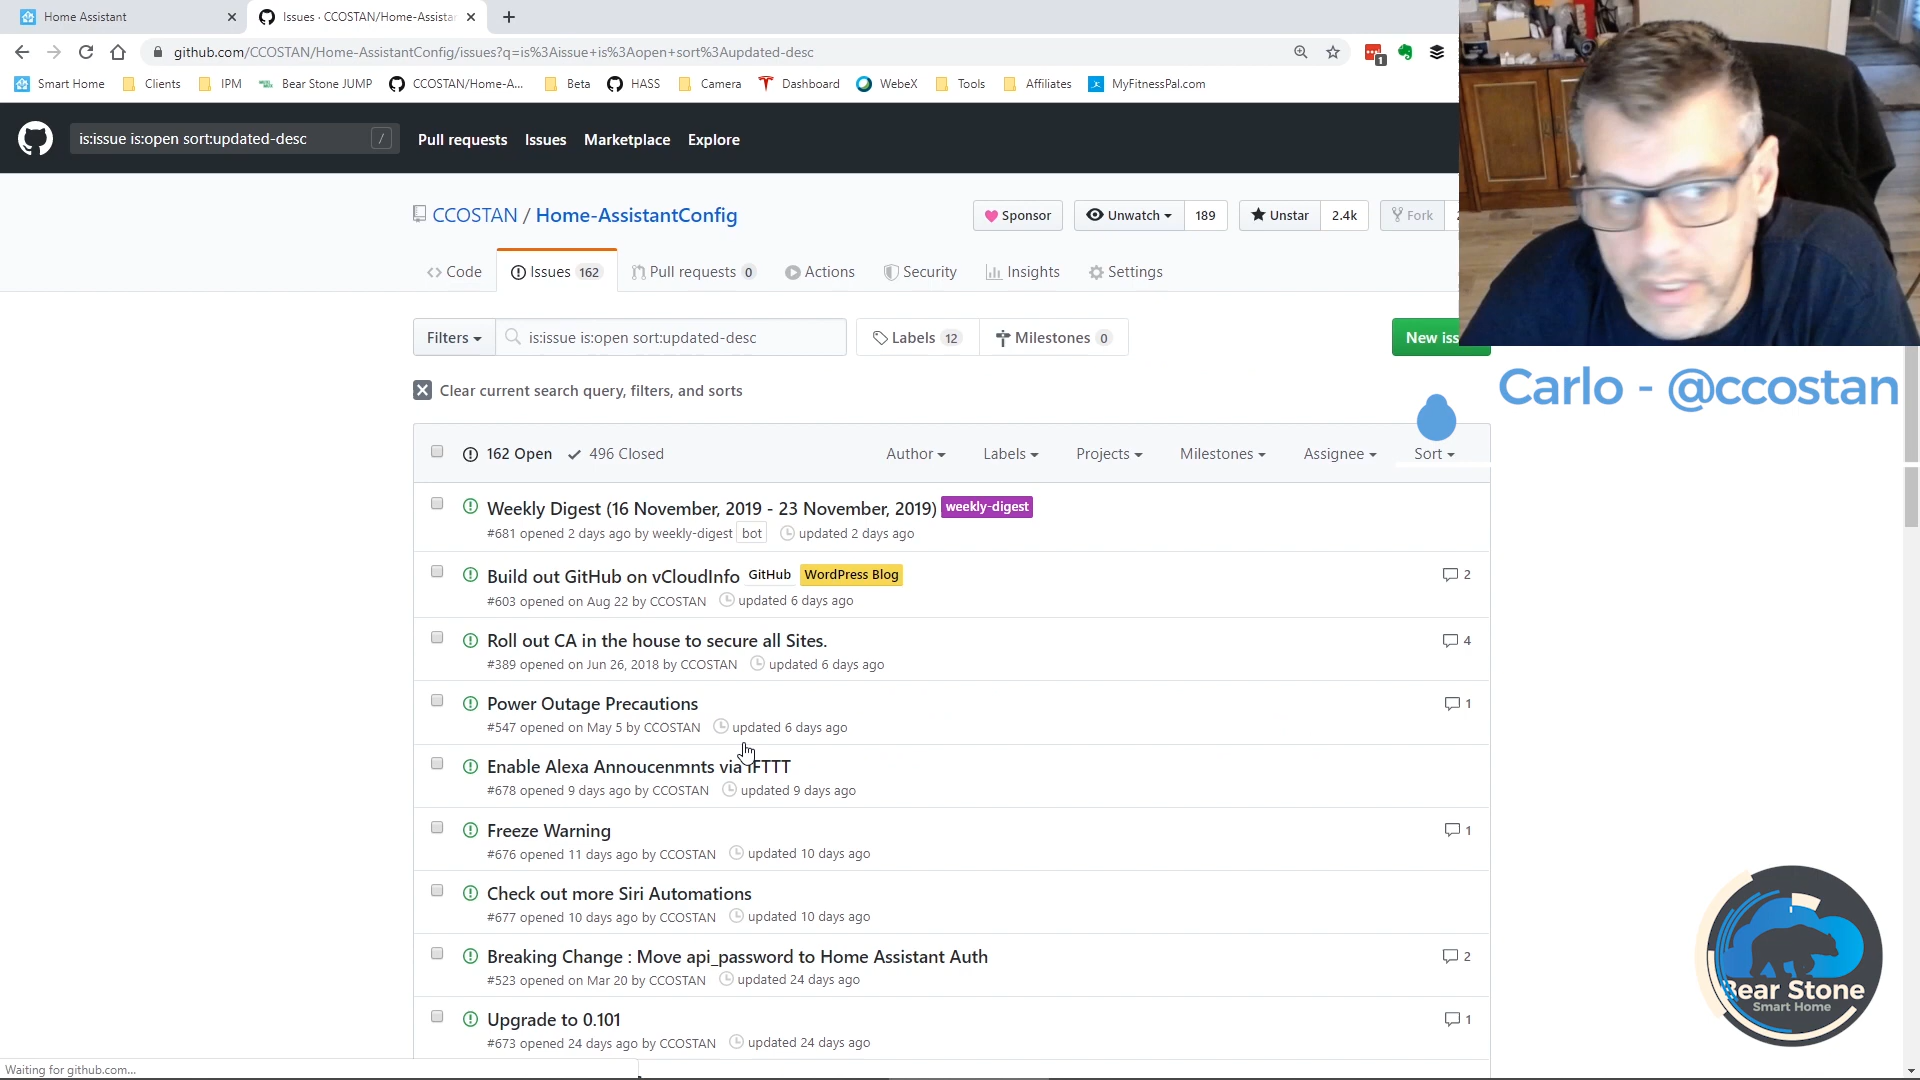 Home Assistant
Issues · CCOSTAN/Home-Assistan
github.com/CCOSTAN/Home-AssistantConfig/issues?q=is%3Aissue+is%3Aopen+sort%3Aupdated-desc
1
Smart Home
Clients
IPM
Bear Stone JUMP
CCOSTAN/Home-A...
Beta
HASS
Camera
Dashboard
WebeX
Tools
Affiliates
MyFitnessPal.com
is:issue is:open sort:updated-desc /
Pull requests Issues Marketplace Explore
CCOSTAN / Home-AssistantConfig
Sponsor
Unwatch 189
Unstar 2.4k
Fork
Code
Issues 162
Pull requests 0
Actions
Security
Insights
Settings
Filters
is:issue is:open sort:updated-desc
Labels 12
Milestones 0
New iss
Clear current search query, filters, and sorts
Carlo - @ccostan
162 Open 496 Closed
Author Labels Projects Milestones Assignee Sort
Weekly Digest (16 November, 2019 - 23 November, 2019) weekly-digest
#681 opened 2 days ago by weekly-digest bot updated 2 days ago
Build out GitHub on vCloudInfo GitHub WordPress Blog 2
#603 opened on Aug 22 by CCOSTAN updated 6 days ago
Roll out CA in the house to secure all Sites. 4
#389 opened on Jun 26, 2018 by CCOSTAN updated 6 days ago
Power Outage Precautions 1
#547 opened on May 5 by CCOSTAN updated 6 days ago
Enable Alexa Annoucenmnts via IFTTT
#678 opened 9 days ago by CCOSTAN updated 9 days ago
Freeze Warning 1
#676 opened 11 days ago by CCOSTAN updated 10 days ago
Check out more Siri Automations
#677 opened 10 days ago by CCOSTAN updated 10 days ago
Breaking Change : Move api_password to Home Assistant Auth 2
#523 opened on Mar 20 by CCOSTAN updated 24 days ago
Upgrade to 0.101 1
#673 opened 24 days ago by CCOSTAN updated 24 days ago
Bear Stone
Smart Home
Waiting for github.com...